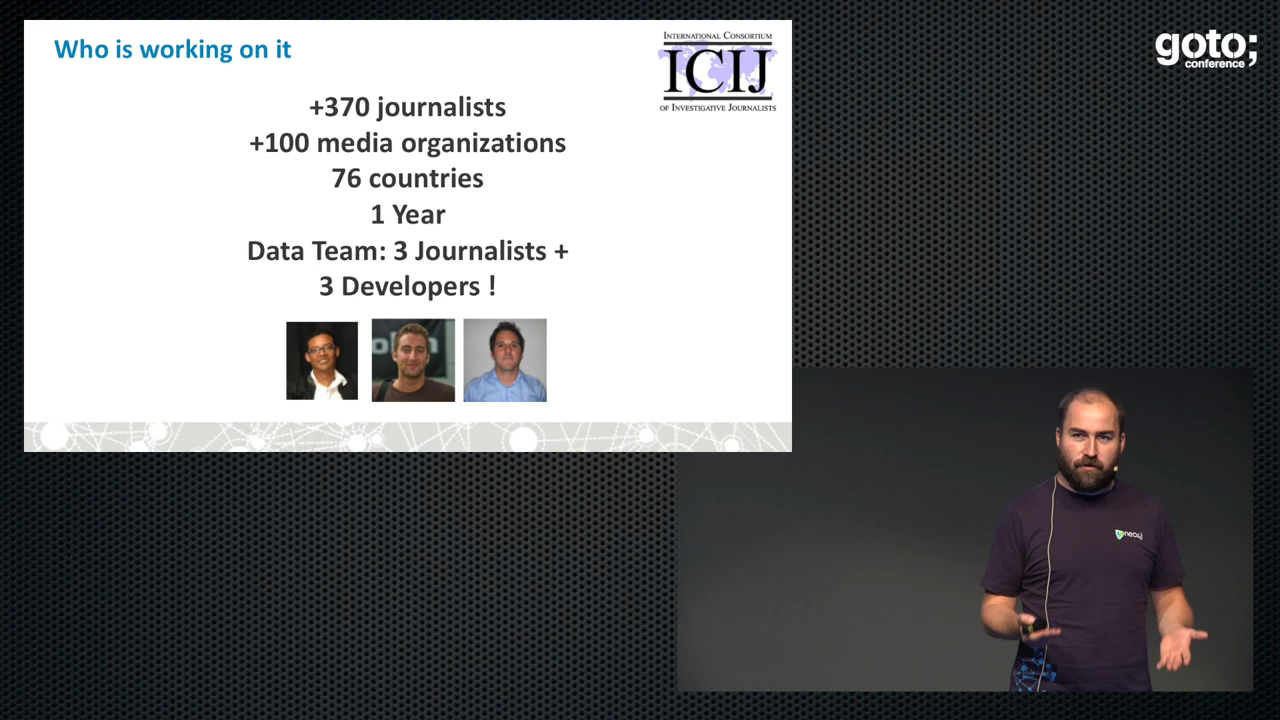 Who is working on it
INTERNATIONAL CONSORTIUM
ICIJ
OF INVESTIGATIVE JOURNALISTS
goto;
conference
+370 journalists
+100 media organizations
76 countries
1 Year
Data Team: 3 Journalists +
3 Developers !
neo4j